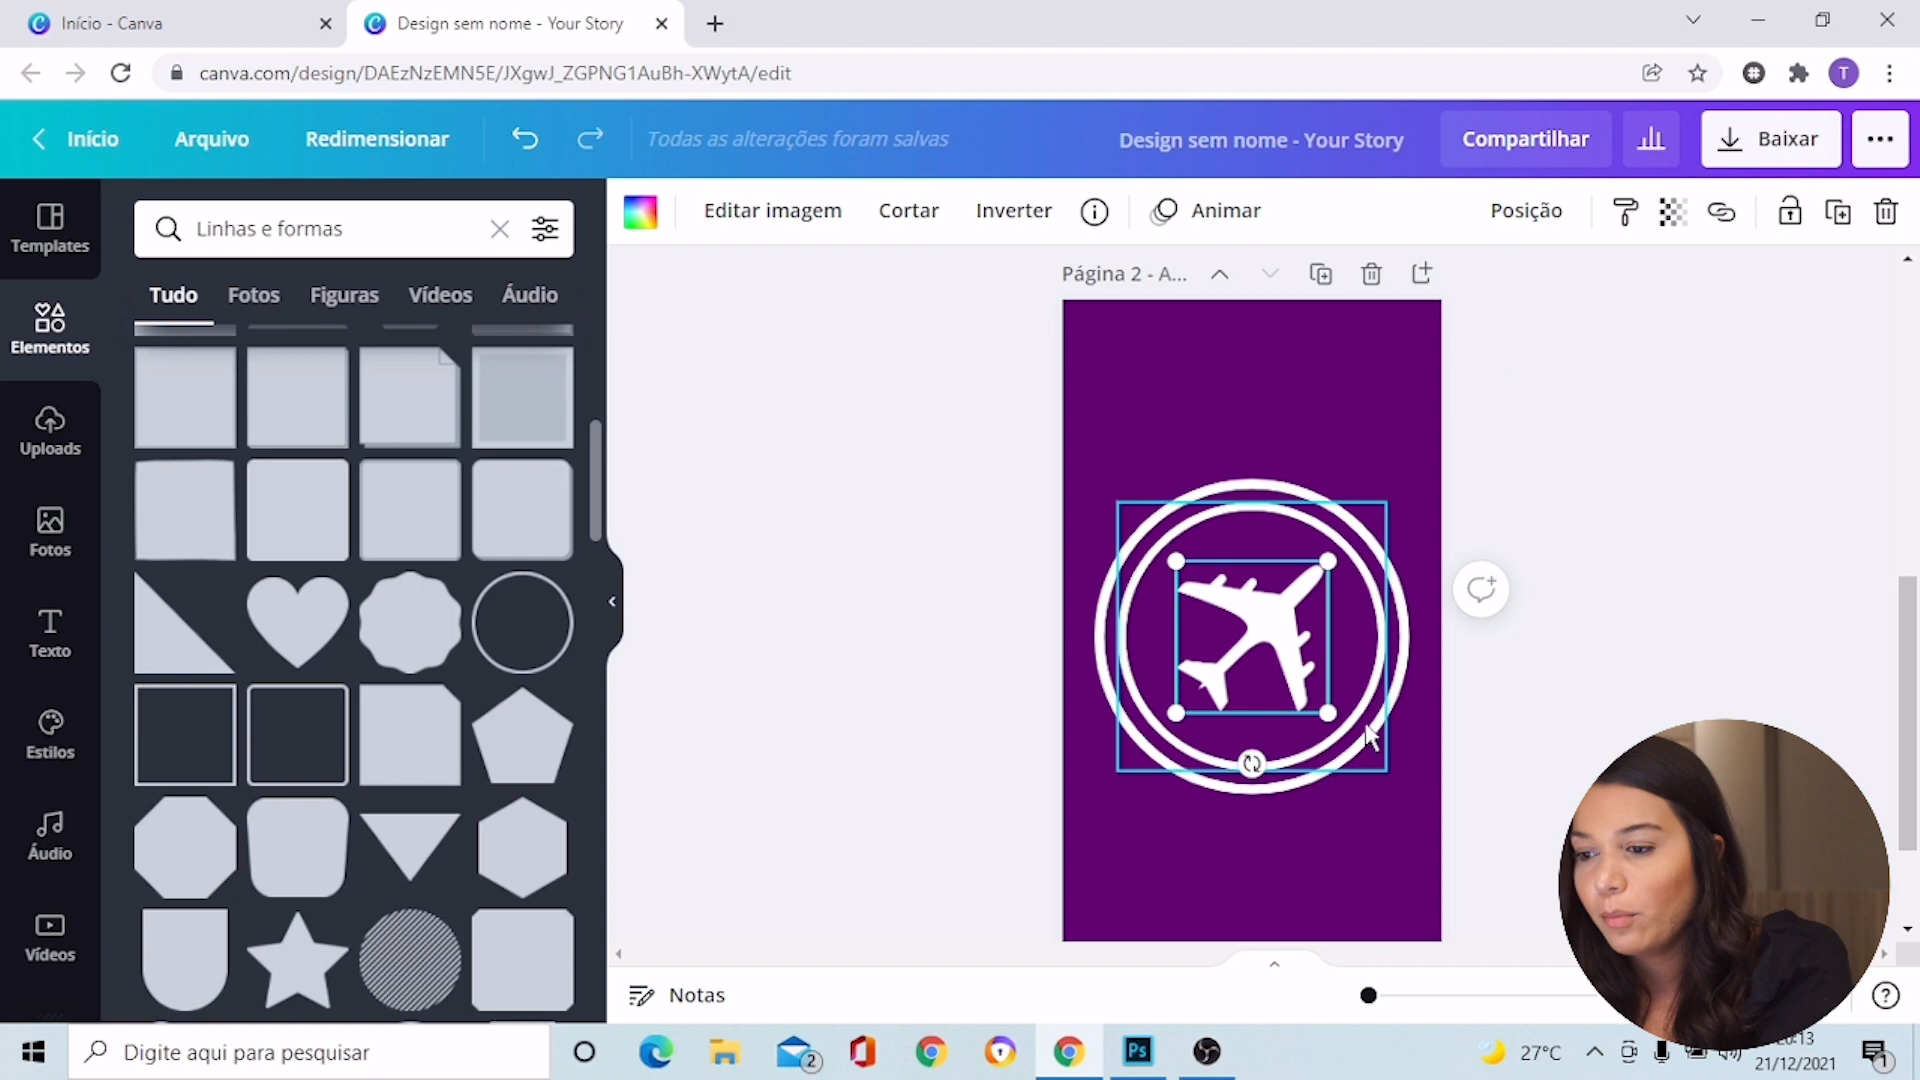 Início - Canva
Design sem nome - Your Story
canva.com/design/DAEzNzEMN5E/JXgwJ_ZGPNG1AuBh-XWytA/edit
T
Início
Arquivo
Redimensionar
Todas as alterações foram salvas
Design sem nome - Your Story
Compartilhar
Baixar
Templates
Elementos
Uploads
Fotos
Texto
Estilos
Áudio
Vídeos
Linhas e formas
Tudo
Fotos
Figuras
Vídeos
Áudio
Editar imagem
Cortar
Inverter
Animar
Posição
Página 2 - A...
Notas
Digite aqui para pesquisar
2
Ps
27°C
21/12/2021
1